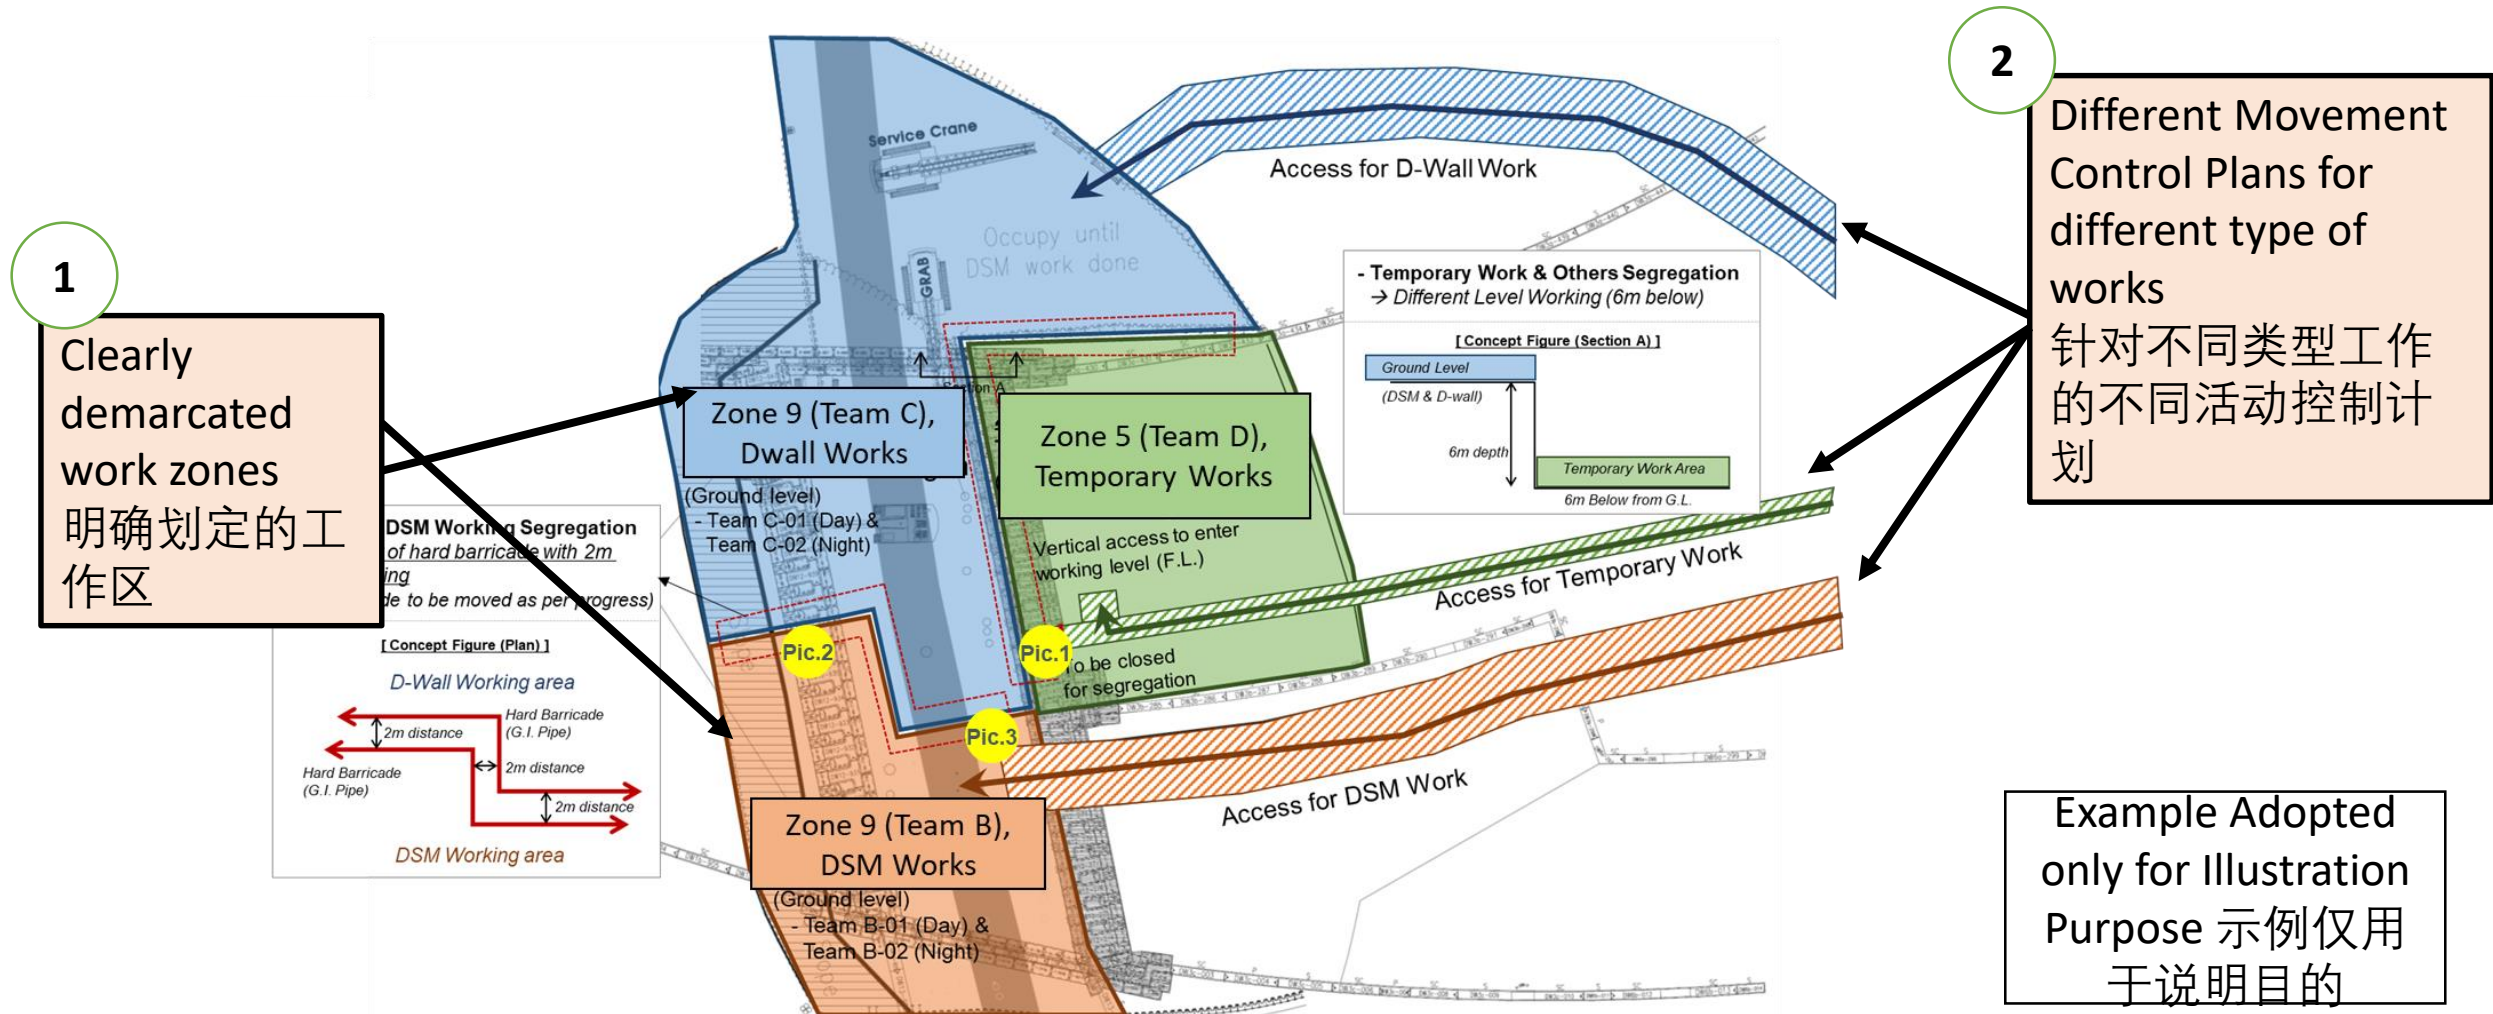 1
Clearly
demarcated
work zones
明确划定的工
作区
2
Different Movement
Control Plans for
different type of
works
针对不同类型工作
的不同活动控制计
划
Service Crane
Access for D-Wall Work
Occupy until
DSM work done
GRAB
- Temporary Work & Others Segregation
→ Different Level Working (6m below)
[ Concept Figure (Section A) ]
Ground Level
(DSM & D-wall)
6m depth
Temporary Work Area
6m Below from G.L.
Section A
Zone 9 (Team C),
Dwall Works
(Ground level)
- Team C-01 (Day) &
Team C-02 (Night)
Zone 5 (Team D),
Temporary Works
Vertical access to enter
working level (F.L.)
Access for Temporary Work
DSM Working Segregation
of hard barricade with 2m
to be moved as per progress)
[ Concept Figure (Plan) ]
D-Wall Working area
Hard Barricade
(G.I. Pipe)
2m distance
2m distance
Hard Barricade
(G.I. Pipe)
2m distance
DSM Working area
Pic.2
Pic.1
To be closed
for segregation
Pic.3
Access for DSM Work
Zone 9 (Team B),
DSM Works
(Ground level)
- Team B-01 (Day) &
Team B-02 (Night)
Example Adopted
only for Illustration
Purpose 示例仅用
于说明目的